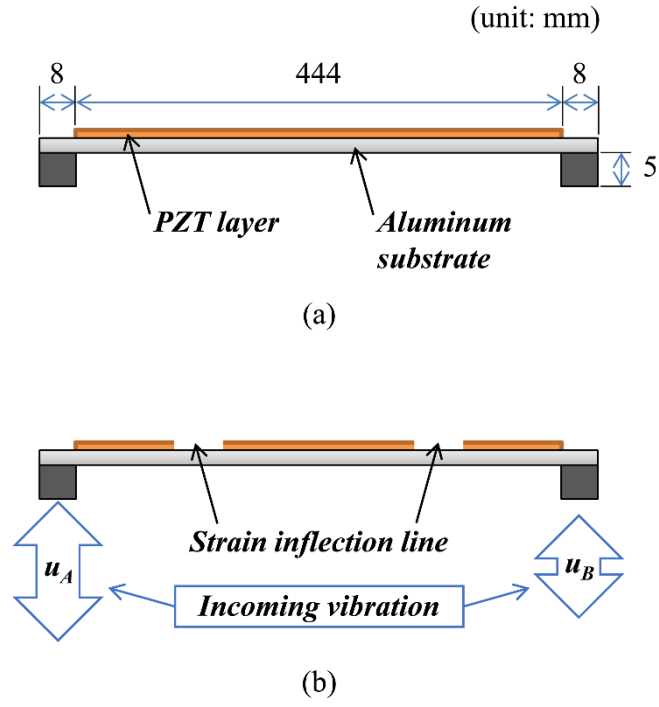 (unit: mm)
8
444
8
5
PZT layer
Aluminum
substrate
(a)
Strain inflection line
u_A
u_B
Incoming vibration
(b)